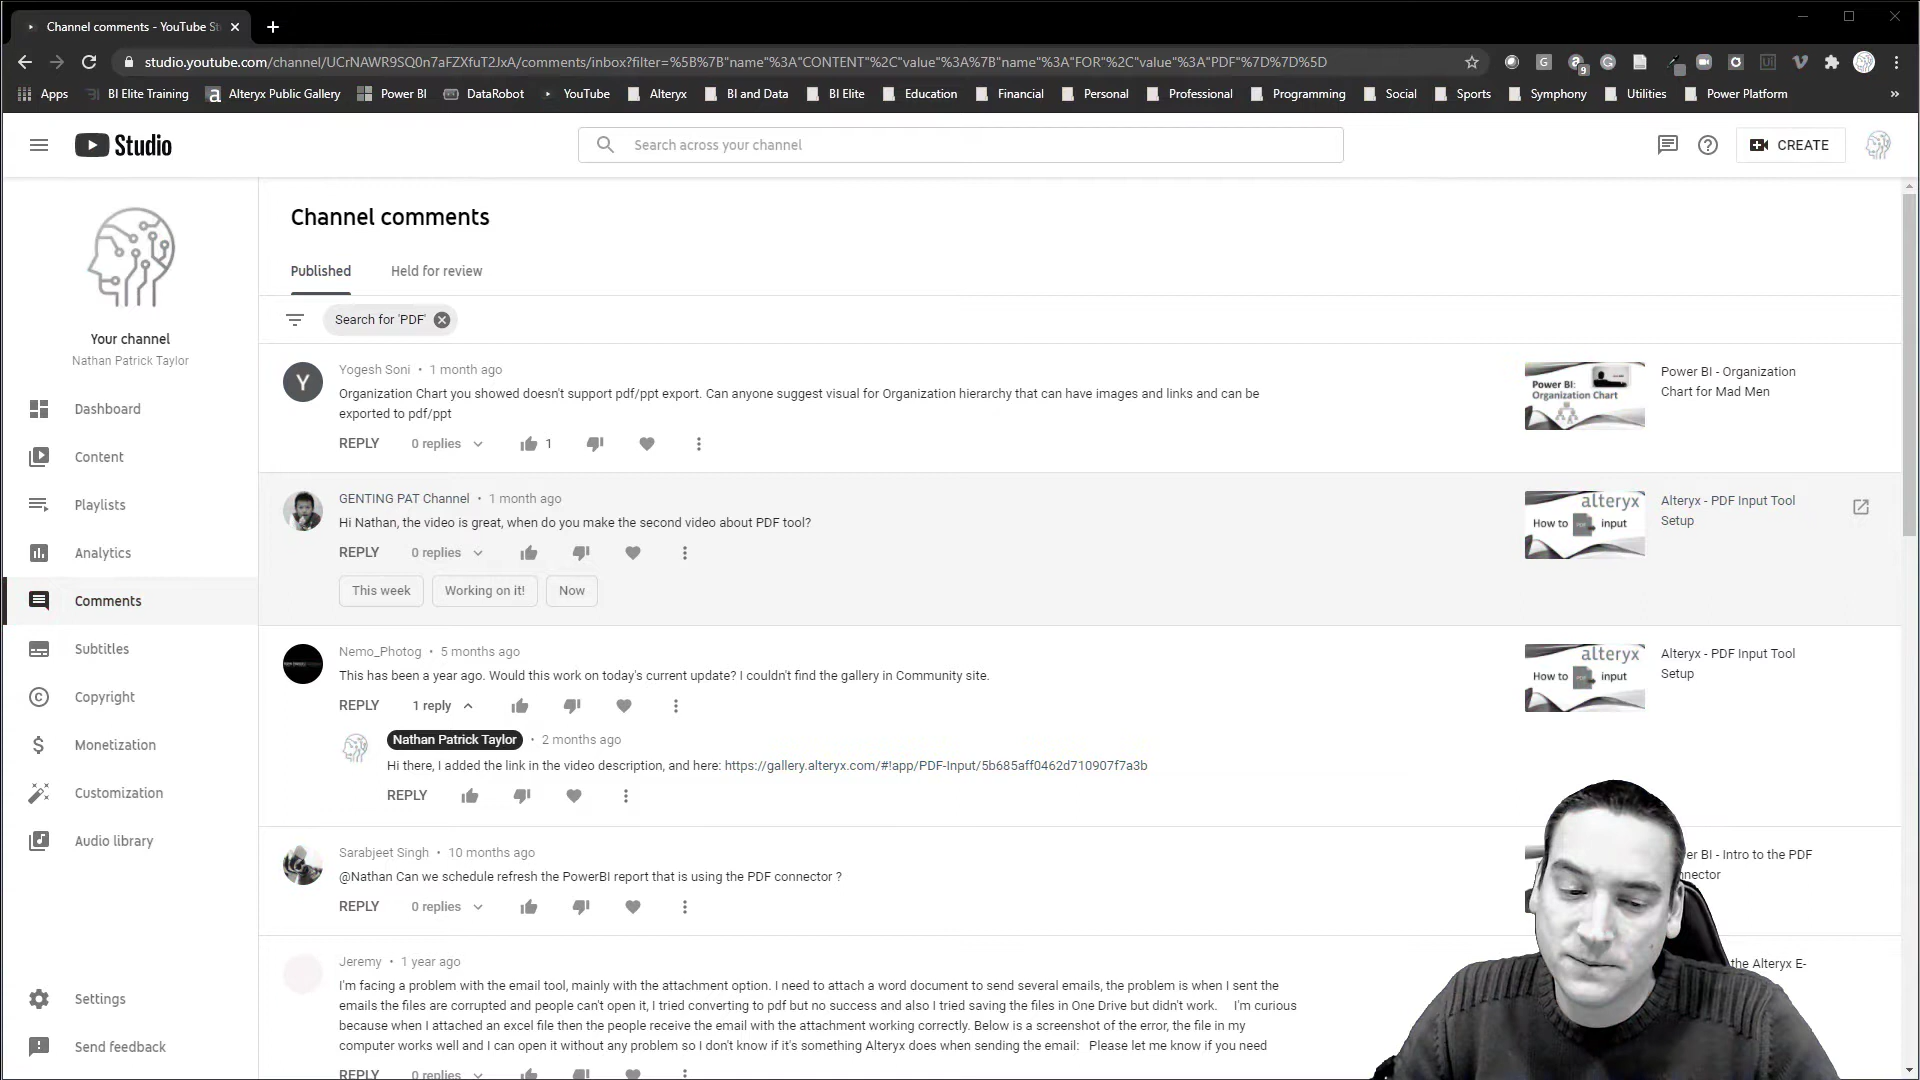 Channel comments - YouTube St
studio.youtube.com/channel/UCrNAWR9SQ0n7aFZXfuT2JxA/comments/inbox?filter=%5B%7B"name"%3A"CONTENT"%2C"value"%3A%7B"name"%3A"FOR"%2C"value"%3A"PDF"%7D%7D%5D
9
Apps BI Elite Training Alteryx Public Gallery Power BI DataRobot YouTube Alteryx BI and Data BI Elite Education Financial Personal Professional Programming Social Sports Symphony Utilities Power Platform »
Studio
Search across your channel
CREATE
Your channel
Nathan Patrick Taylor
Dashboard
Content
Playlists
Analytics
Comments
Subtitles
Copyright
Monetization
Customization
Audio library
Settings
Send feedback
Channel comments
Published Held for review
Search for 'PDF'
Y
Yogesh Soni • 1 month ago
Organization Chart you showed doesn't support pdf/ppt export. Can anyone suggest visual for Organization hierarchy that can have images and links and can be
exported to pdf/ppt
REPLY 0 replies 1
Power BI:
Organization Chart
Power BI - Organization
Chart for Mad Men
GENTING PAT Channel • 1 month ago
Hi Nathan, the video is great, when do you make the second video about PDF tool?
REPLY 0 replies
This week Working on it! Now
alteryx
How to PDF input
Alteryx - PDF Input Tool
Setup
Nemo_Photog • 5 months ago
This has been a year ago. Would this work on today's current update? I couldn't find the gallery in Community site.
REPLY 1 reply
alteryx
How to PDF input
Alteryx - PDF Input Tool
Setup
Nathan Patrick Taylor • 2 months ago
Hi there, I added the link in the video description, and here: https://gallery.alteryx.com/#!app/PDF-Input/5b685aff0462d710907f7a3b
REPLY
Sarabjeet Singh • 10 months ago
@Nathan Can we schedule refresh the PowerBI report that is using the PDF connector ?
REPLY 0 replies
er BI - Intro to the PDF
nnector
Jeremy • 1 year ago
I'm facing a problem with the email tool, mainly with the attachment option. I need to attach a word document to send several emails, the problem is when I sent the
emails the files are corrupted and people can't open it, I tried converting to pdf but no success and also I tried saving the files in One Drive but didn't work. I'm curious
because when I attached an excel file then the people receive the email with the attachment working correctly. Below is a screenshot of the error, the file in my
computer works well and I can open it without any problem so I don't know if it's something Alteryx does when sending the email: Please let me know if you need
REPLY 0 replies
the Alteryx E-